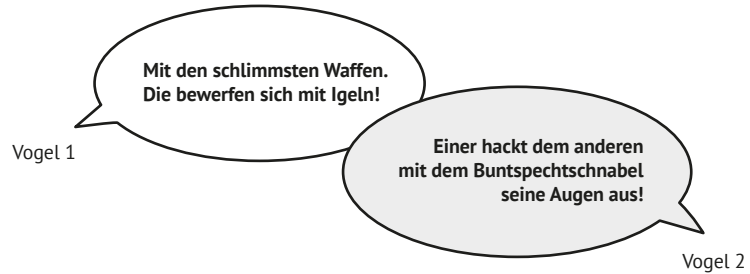 Mit den schlimmsten Waffen.
Die bewerfen sich mit Igeln!
Vogel 1
Einer hackt dem anderen
mit dem Buntspechtschnabel
seine Augen aus!
Vogel 2